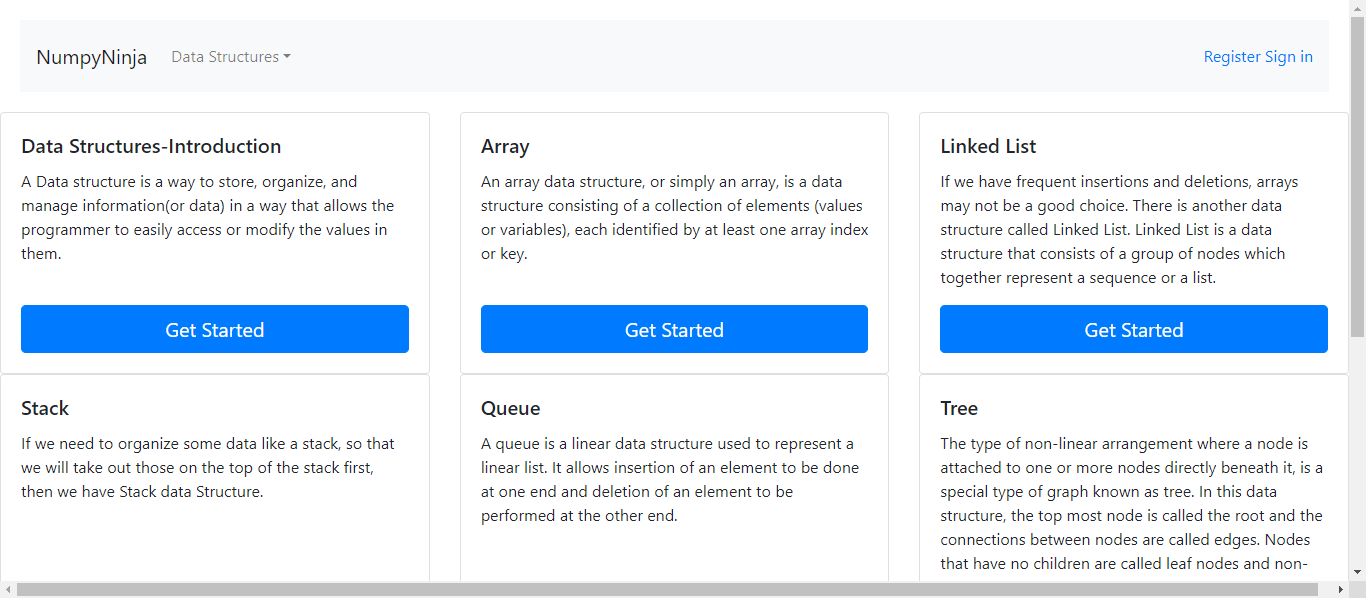 NumpyNinja
Data Structures
Register Sign in
Data Structures-Introduction
A Data structure is a way to store, organize, and
manage information(or data) in a way that allows the
programmer to easily access or modify the values in
them.
Get Started
Array
An array data structure, or simply an array, is a data
structure consisting of a collection of elements (values
or variables), each identified by at least one array index
or key.
Get Started
Linked List
If we have frequent insertions and deletions, arrays
may not be a good choice. There is another data
structure called Linked List. Linked List is a data
structure that consists of a group of nodes which
together represent a sequence or a list.
Get Started
Stack
If we need to organize some data like a stack, so that
we will take out those on the top of the stack first,
then we have Stack data Structure.
Queue
A queue is a linear data structure used to represent a
linear list. It allows insertion of an element to be done
at one end and deletion of an element to be
performed at the other end.
Tree
The type of non-linear arrangement where a node is
attached to one or more nodes directly beneath it, is a
special type of graph known as tree. In this data
structure, the top most node is called the root and the
connections between nodes are called edges. Nodes
that have no children are called leaf nodes and non-